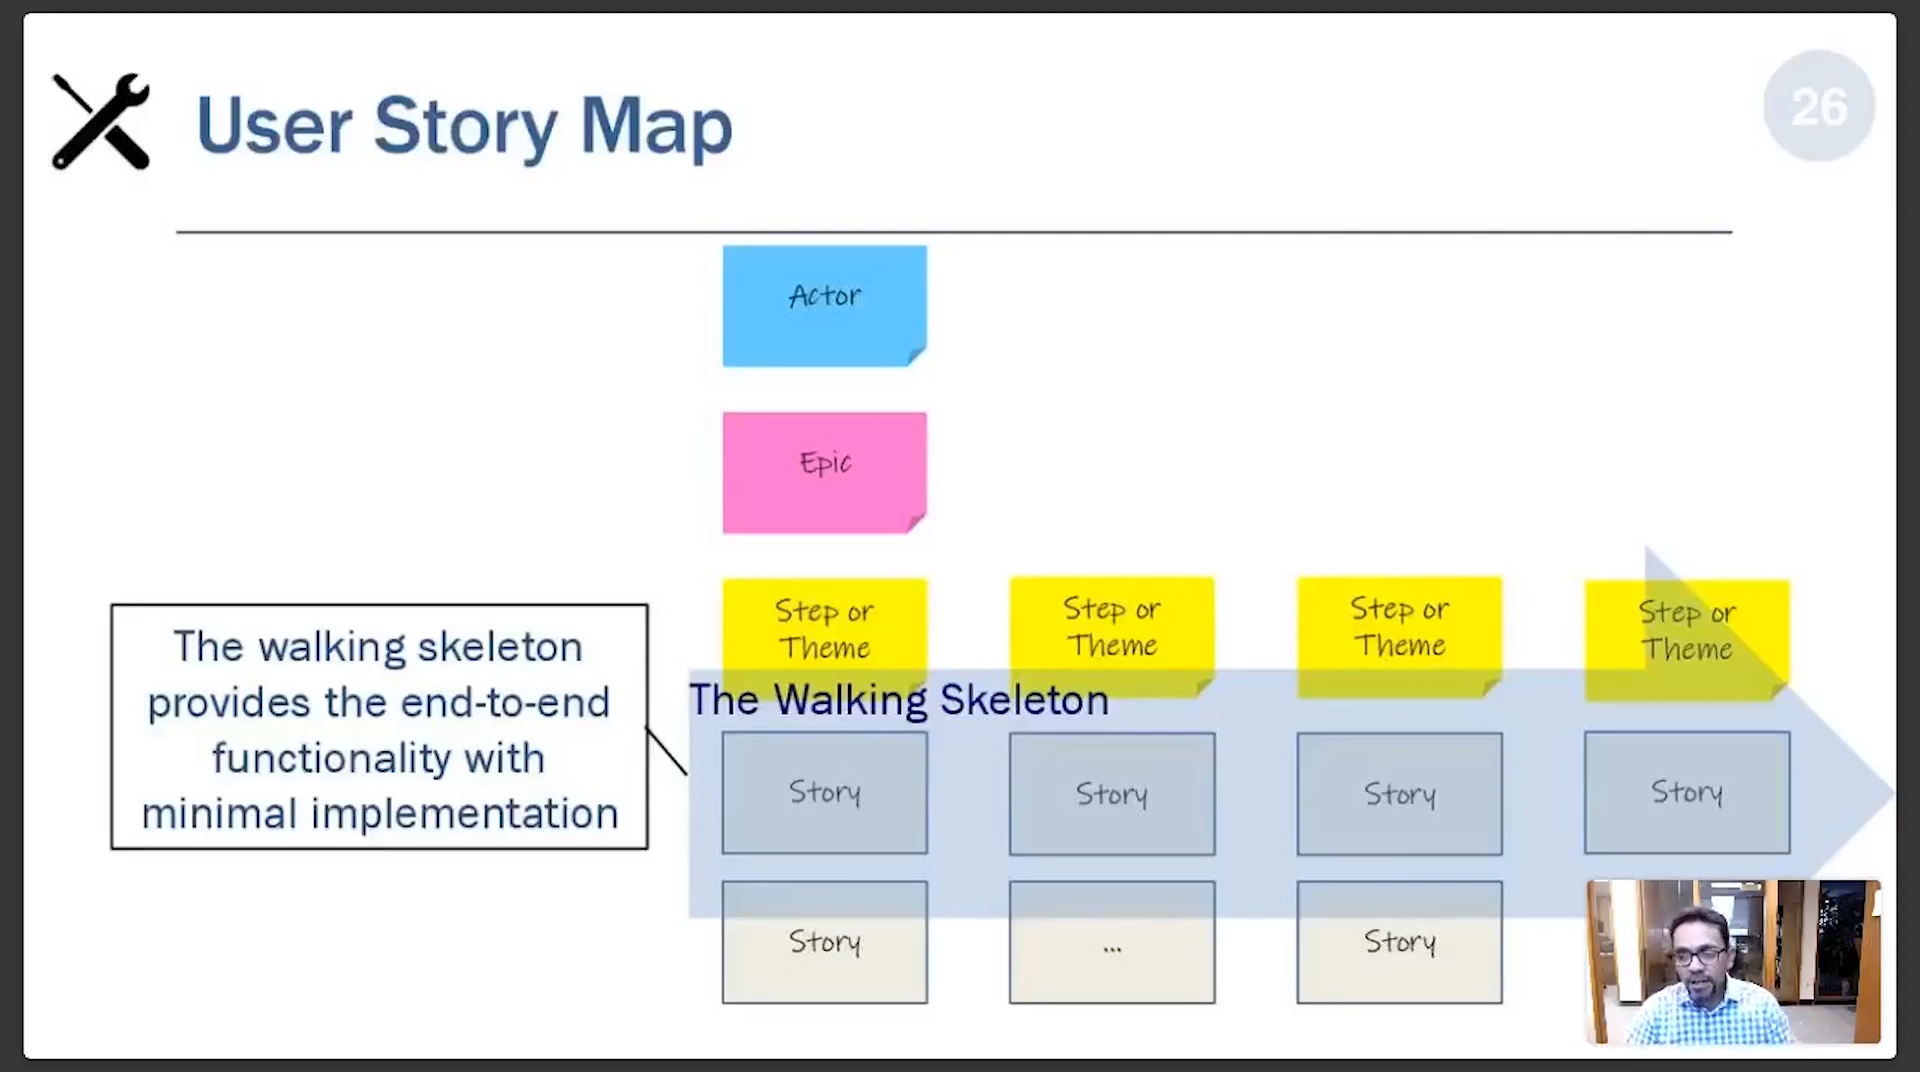 User Story Map
26
Actor
Epic
Step or
Theme
Step or
Theme
Step or
Theme
Step or
Theme
The walking skeleton
provides the end-to-end
functionality with
minimal implementation
The Walking Skeleton
Story
Story
Story
Story
Story
...
Story